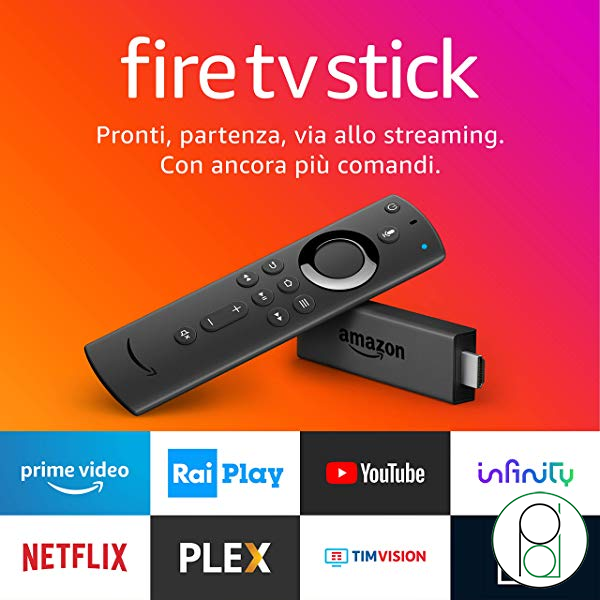 fire tv stick
Pronti, partenza, via allo streaming.
Con ancora più comandi.
amazon
prime video
Rai Play
YouTube
infinity
NETFLIX
PLEX
TIMVISION